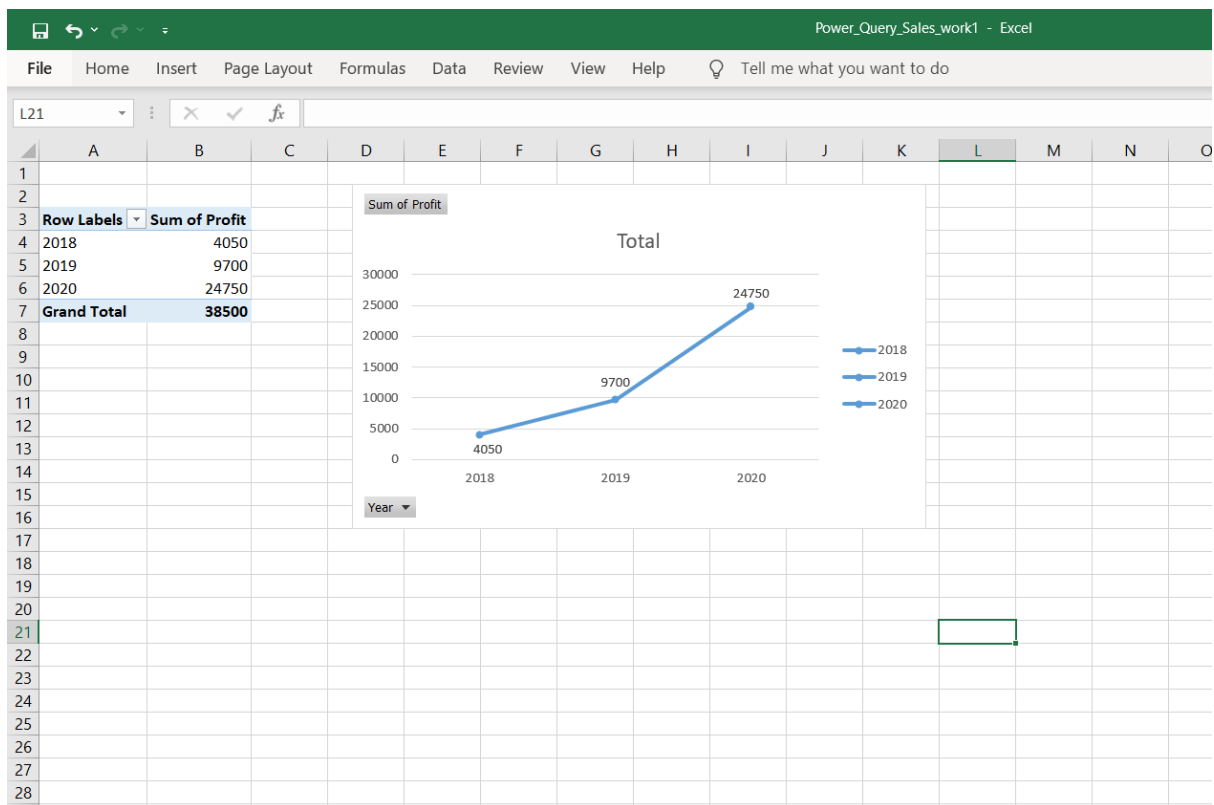 Power_Query_Sales_work1 - Excel
File Home Insert Page Layout Formulas Data Review View Help Tell me what you want to do
L21 fx
A B C D E F G H I J K L M N O
1
2
3 Row Labels Sum of Profit
4 2018 4050
5 2019 9700
6 2020 24750
7 Grand Total 38500
8
9
10
11
12
13
14
15
16
17
18
19
20
21
22
23
24
25
26
27
28
Sum of Profit
Total
30000
25000
20000
15000
10000
5000
0
4050
9700
24750
2018 2019 2020
2018
2019
2020
Year